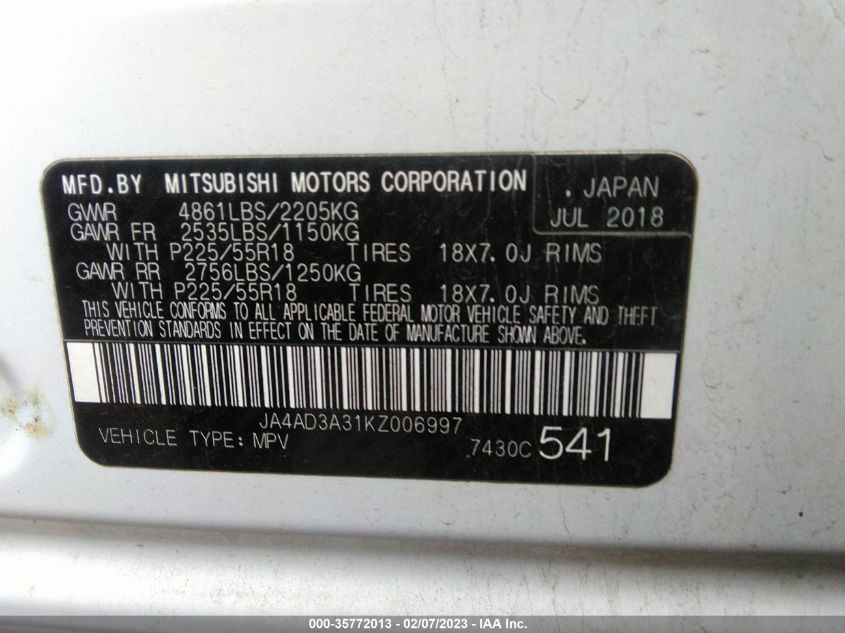 MFD.BY MITSUBISHI MOTORS CORPORATION . JAPAN
JUL 2018
GVWR 4861LBS/2205KG
GAWR FR 2535LBS/1150KG
WITH P225/55R18 TIRES 18X7.0J RIMS
GAWR RR 2756LBS/1250KG
WITH P225/55R18 TIRES 18X7.0J RIMS
THIS VEHICLE CONFORMS TO ALL APPLICABLE FEDERAL MOTOR VEHICLE SAFETY AND THEFT
PREVENTION STANDARDS IN EFFECT ON THE DATE OF MANUFACTURE SHOWN ABOVE.
JA4AD3A31KZ006997
VEHICLE TYPE: MPV 7430C 541
000-35772013 - 02/07/2023 - IAA Inc.